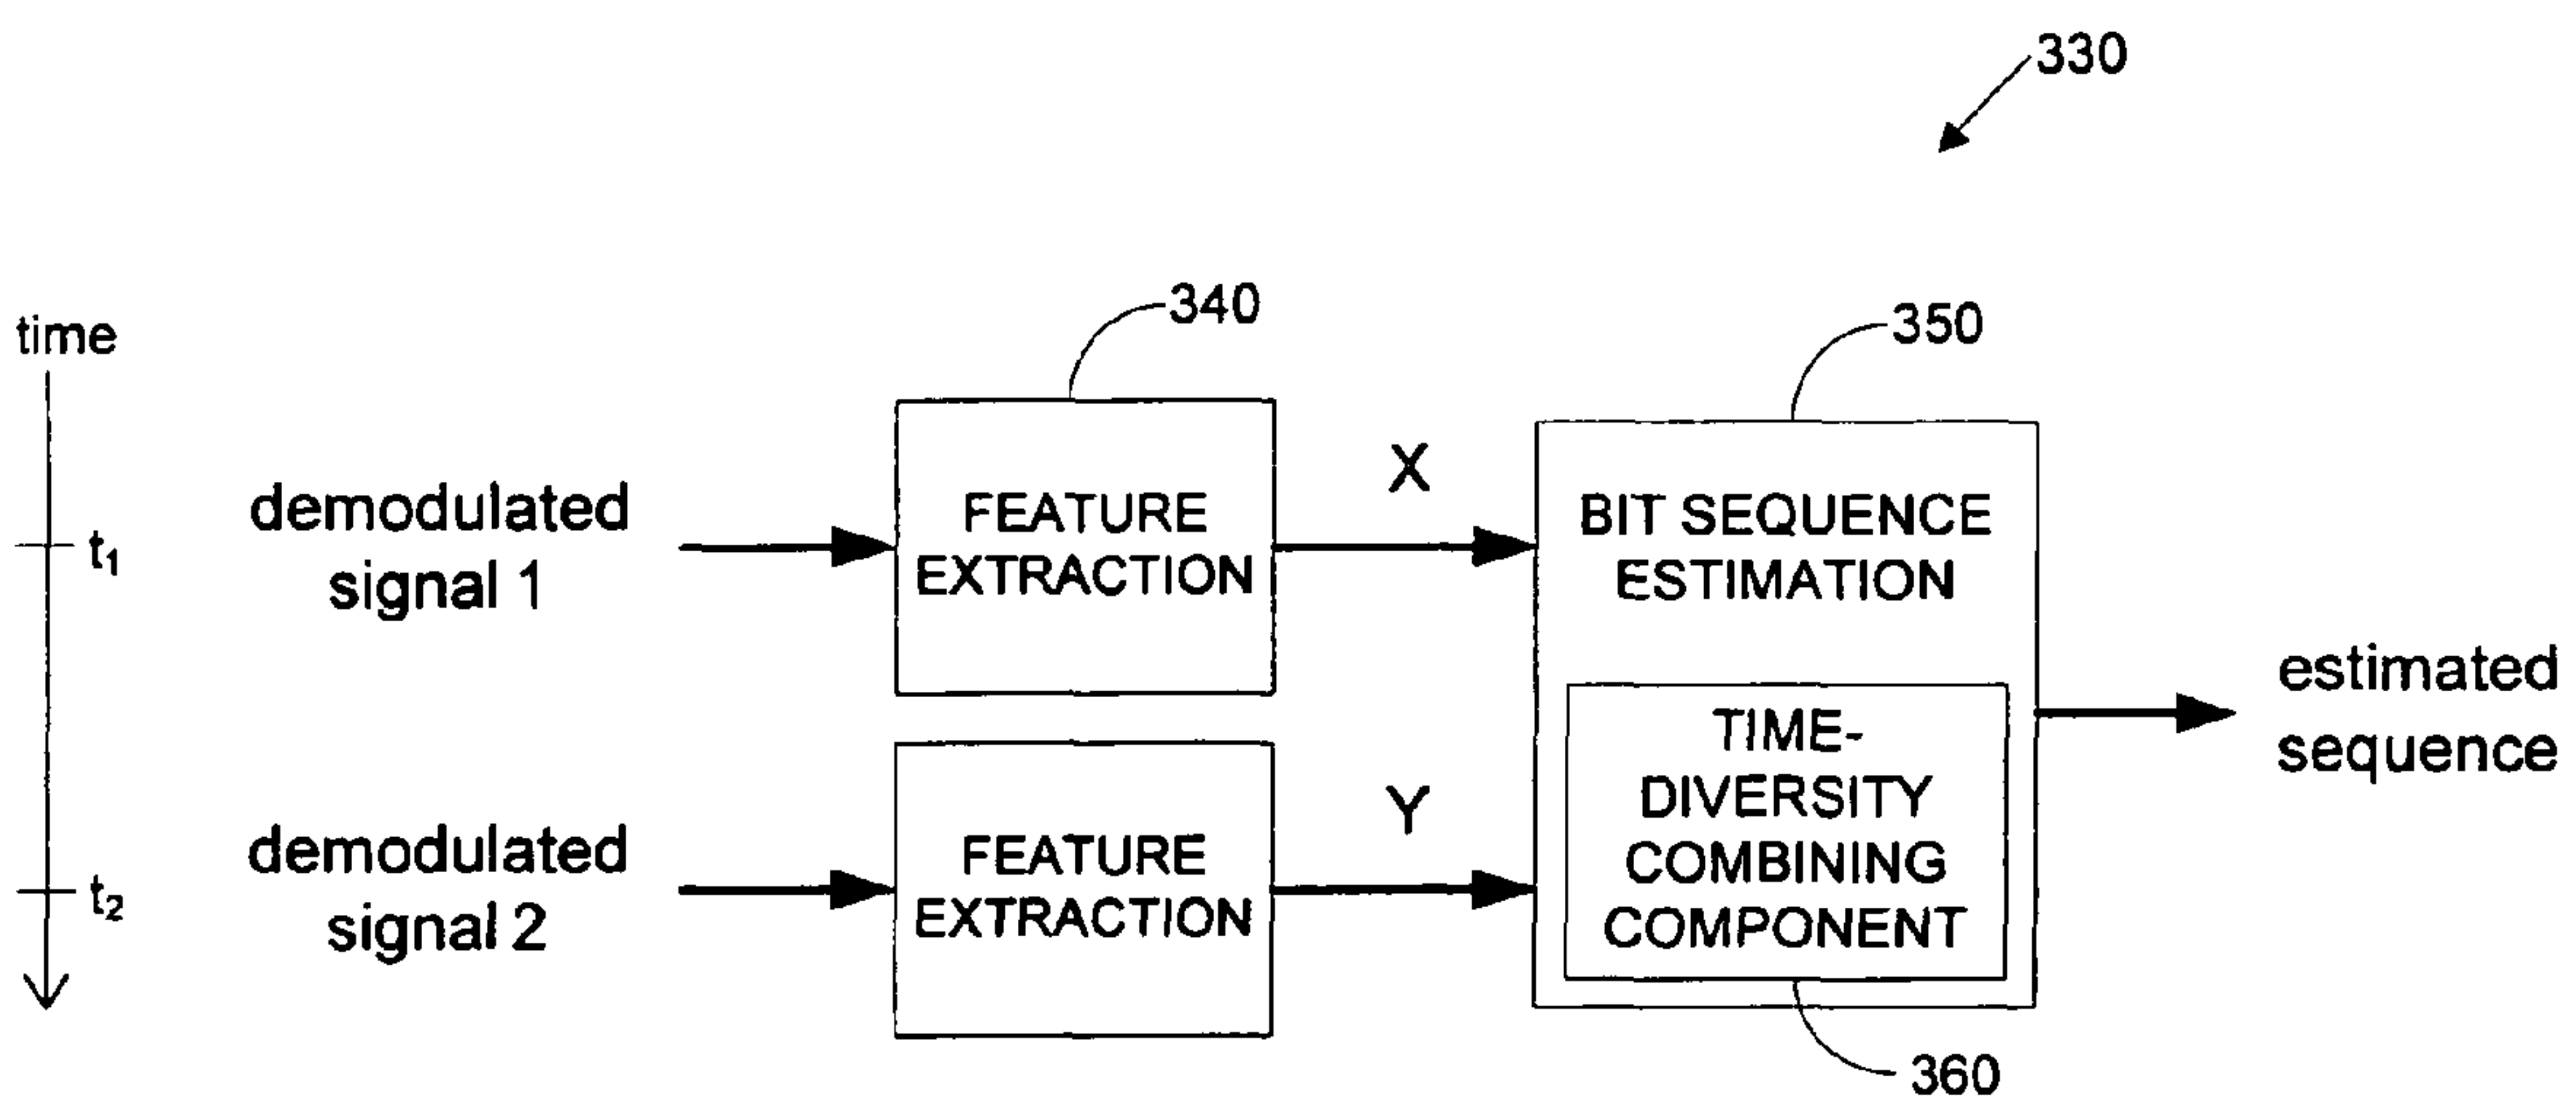 330
340
350
time
t1
demodulated
signal 1
FEATURE
EXTRACTION
X
BIT SEQUENCE
ESTIMATION
estimated
sequence
TIME-
DIVERSITY
COMBINING
COMPONENT
t2
demodulated
signal 2
FEATURE
EXTRACTION
Y
360